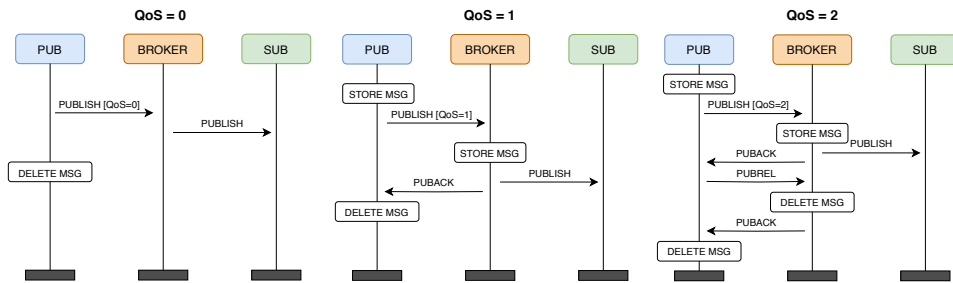 QoS = 0
PUB
BROKER
SUB
PUBLISH [QoS=0]
PUBLISH
DELETE MSG
QoS = 1
PUB
BROKER
SUB
STORE MSG
PUBLISH [QoS=1]
STORE MSG
PUBACK
PUBLISH
DELETE MSG
QoS = 2
PUB
BROKER
SUB
STORE MSG
PUBLISH [QoS=2]
STORE MSG
PUBLISH
PUBACK
PUBREL
DELETE MSG
PUBACK
DELETE MSG